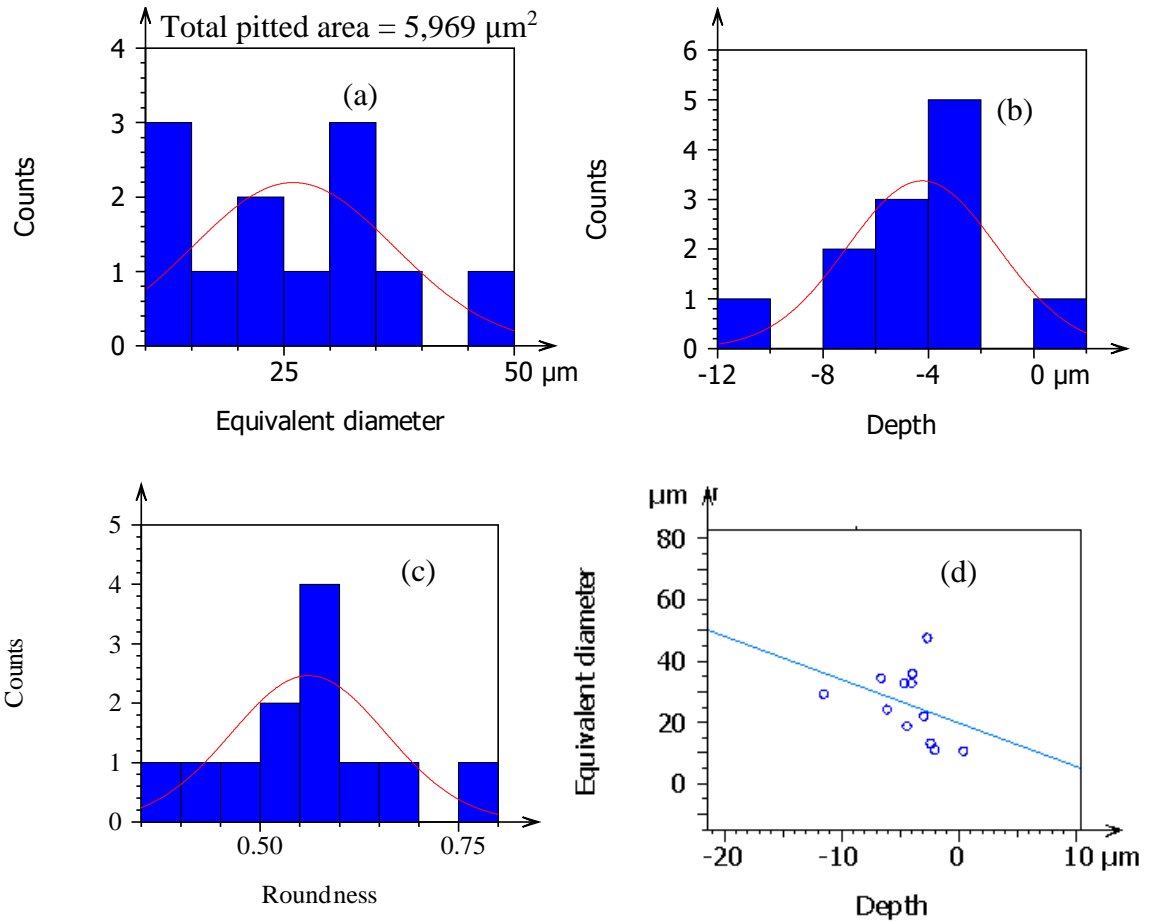 Total pitted area = 5,969 μm²
(a)
4
3
2
1
0
Counts
25
50 μm
Equivalent diameter
(b)
6
5
4
3
2
1
0
Counts
-12
-8
-4
0 μm
Depth
(c)
5
4
3
2
1
0
Counts
0.50
0.75
Roundness
μm
(d)
80
60
40
20
0
Equivalent diameter
-20
-10
0
10 μm
Depth